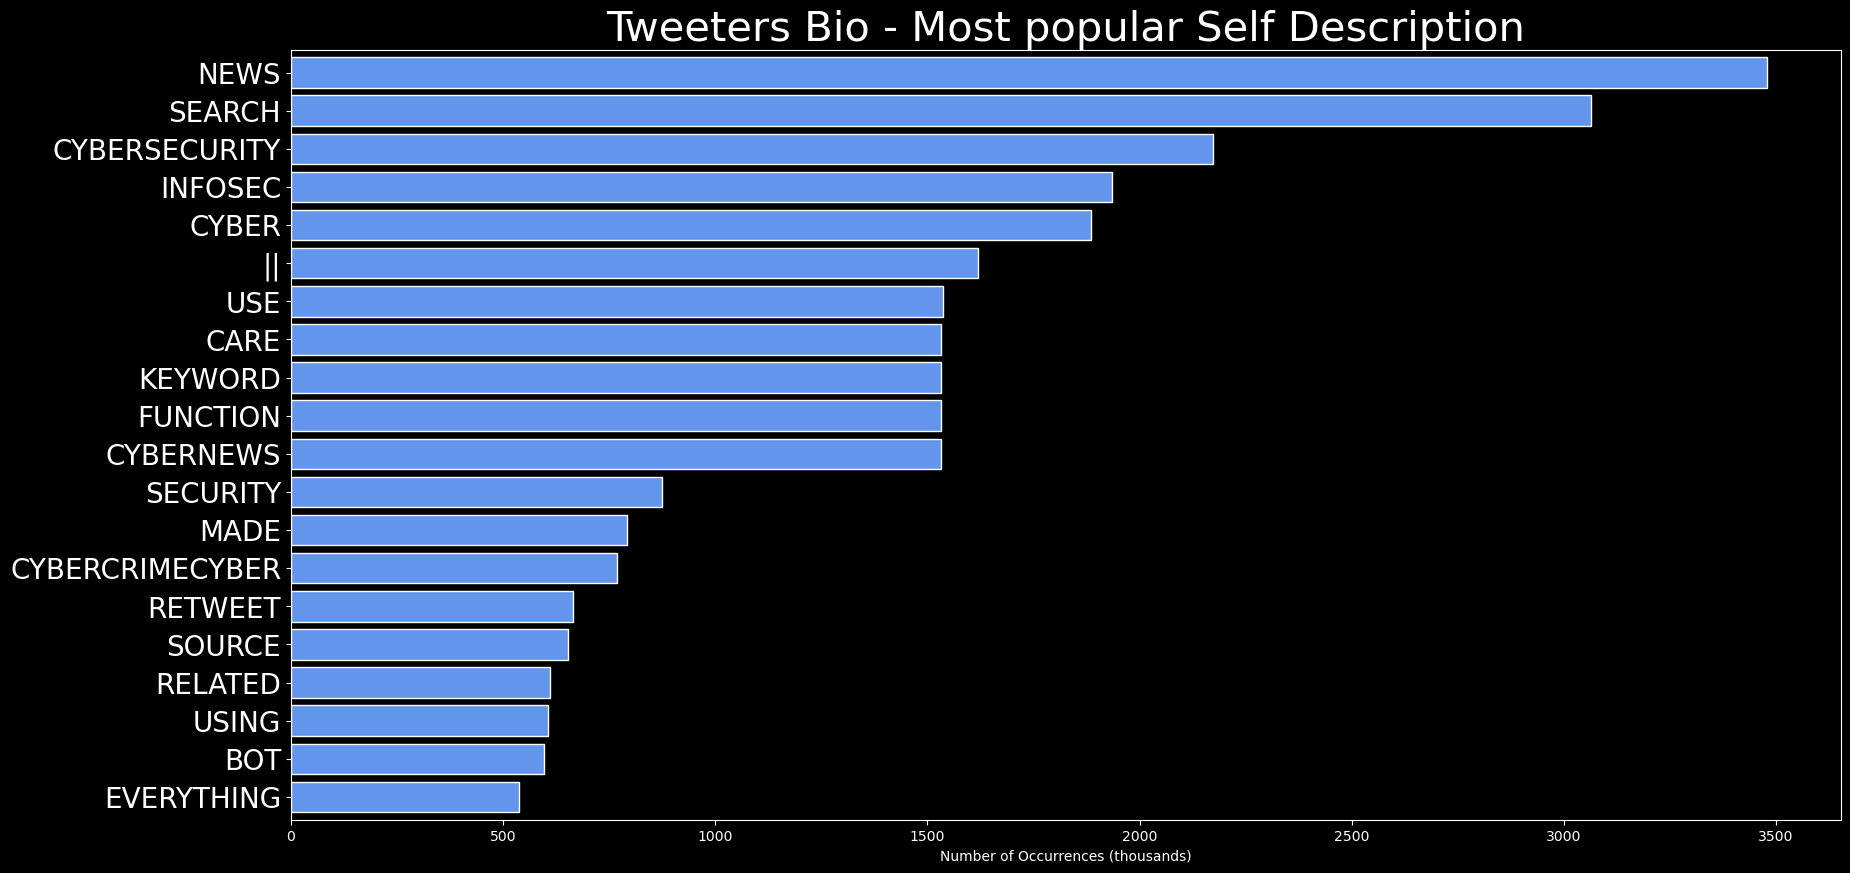 Tweeters Bio - Most popular Self Description
NEWS
SEARCH
CYBERSECURITY
INFOSEC
CYBER
||
USE
CARE
KEYWORD
FUNCTION
CYBERNEWS
SECURITY
MADE
CYBERCRIMECYBER
RETWEET
SOURCE
RELATED
USING
BOT
EVERYTHING
0 500 1000 1500 2000 2500 3000 3500
Number of Occurrences (thousands)